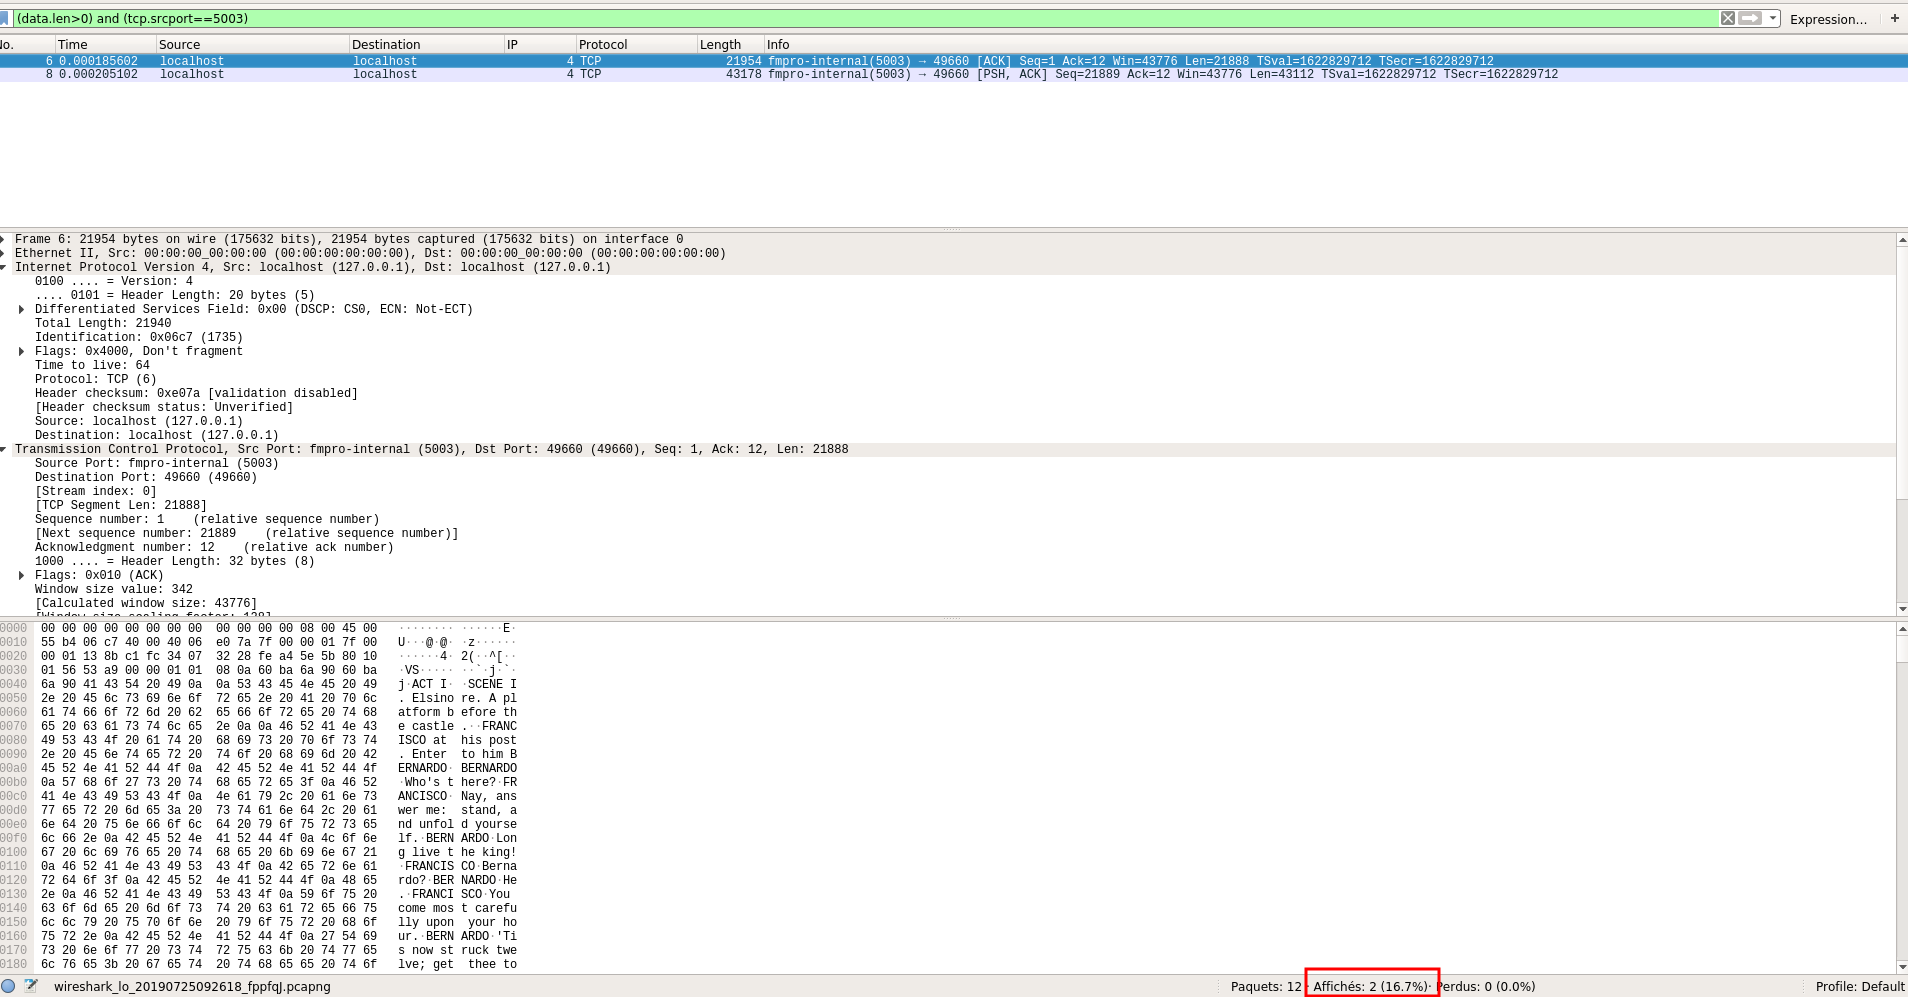 (data.len>0) and (tcp.srcport==5003)
Expression... +
No. Time Source Destination IP Protocol Length Info
6 0.000185602 localhost localhost 4 TCP 21954 fmpro-internal(5003) → 49660 [ACK] Seq=1 Ack=12 Win=43776 Len=21888 TSval=1622829712 TSecr=1622829712
8 0.000205102 localhost localhost 4 TCP 43178 fmpro-internal(5003) → 49660 [PSH, ACK] Seq=21889 Ack=12 Win=43776 Len=43112 TSval=1622829712 TSecr=1622829712
Frame 6: 21954 bytes on wire (175632 bits), 21954 bytes captured (175632 bits) on interface 0
Ethernet II, Src: 00:00:00_00:00:00 (00:00:00:00:00:00), Dst: 00:00:00_00:00:00 (00:00:00:00:00:00)
Internet Protocol Version 4, Src: localhost (127.0.0.1), Dst: localhost (127.0.0.1)
0100 .... = Version: 4
.... 0101 = Header Length: 20 bytes (5)
Differentiated Services Field: 0x00 (DSCP: CS0, ECN: Not-ECT)
Total Length: 21940
Identification: 0x06c7 (1735)
Flags: 0x4000, Don't fragment
Time to live: 64
Protocol: TCP (6)
Header checksum: 0xe07a [validation disabled]
[Header checksum status: Unverified]
Source: localhost (127.0.0.1)
Destination: localhost (127.0.0.1)
Transmission Control Protocol, Src Port: fmpro-internal (5003), Dst Port: 49660 (49660), Seq: 1, Ack: 12, Len: 21888
Source Port: fmpro-internal (5003)
Destination Port: 49660 (49660)
[Stream index: 0]
[TCP Segment Len: 21888]
Sequence number: 1 (relative sequence number)
[Next sequence number: 21889 (relative sequence number)]
Acknowledgment number: 12 (relative ack number)
1000 .... = Header Length: 32 bytes (8)
Flags: 0x010 (ACK)
Window size value: 342
[Calculated window size: 43776]
[Window size scaling factor: 128]
0000 00 00 00 00 00 00 00 00 00 00 00 00 08 00 45 00 ········ ······E·
0010 55 b4 06 c7 40 00 40 06 e0 7a 7f 00 00 01 7f 00 U···@·@· ·z······
0020 00 01 13 8b c1 fc 34 07 32 28 fe a4 5e 5b 80 10 ······4· 2(··^[··
0030 01 56 53 a9 00 00 01 01 08 0a 60 ba 6a 90 60 ba ·VS····· ··`·j·`·
0040 6a 90 41 43 54 20 49 0a 0a 53 43 45 4e 45 20 49 j·ACT I· ·SCENE I
0050 2e 20 45 6c 73 69 6e 6f 72 65 2e 20 41 20 70 6c . Elsino re. A pl
0060 61 74 66 6f 72 6d 20 62 65 66 6f 72 65 20 74 68 atform b efore th
0070 65 20 63 61 73 74 6c 65 2e 0a 0a 46 52 41 4e 43 e castle .··FRANC
0080 49 53 43 4f 20 61 74 20 68 69 73 20 70 6f 73 74 ISCO at his post
0090 2e 20 45 6e 74 65 72 20 74 6f 20 68 69 6d 20 42 . Enter to him B
00a0 45 52 4e 41 52 44 4f 0a 42 45 52 4e 41 52 44 4f ERNARDO· BERNARDO
00b0 0a 57 68 6f 27 73 20 74 68 65 72 65 3f 0a 46 52 ·Who's t here?·FR
00c0 41 4e 43 49 53 43 4f 0a 4e 61 79 2c 20 61 6e 73 ANCISCO· Nay, ans
00d0 77 65 72 20 6d 65 3a 20 73 74 61 6e 64 2c 20 61 wer me: stand, a
00e0 6e 64 20 75 6e 66 6f 6c 64 20 79 6f 75 72 73 65 nd unfol d yourse
00f0 6c 66 2e 0a 42 45 52 4e 41 52 44 4f 0a 4c 6f 6e lf.·BERN ARDO·Lon
0100 67 20 6c 69 76 65 20 74 68 65 20 6b 69 6e 67 21 g live t he king!
0110 0a 46 52 41 4e 43 49 53 43 4f 0a 42 65 72 6e 61 ·FRANCIS CO·Berna
0120 72 64 6f 3f 0a 42 45 52 4e 41 52 44 4f 0a 48 65 rdo?·BER NARDO·He
0130 2e 0a 46 52 41 4e 43 49 53 43 4f 0a 59 6f 75 20 .·FRANCI SCO·You
0140 63 6f 6d 65 20 6d 6f 73 74 20 63 61 72 65 66 75 come mos t carefu
0150 6c 6c 79 20 75 70 6f 6e 20 79 6f 75 72 20 68 6f lly upon your ho
0160 75 72 2e 0a 42 45 52 4e 41 52 44 4f 0a 27 54 69 ur.·BERN ARDO·'Ti
0170 73 20 6e 6f 77 20 73 74 72 75 63 6b 20 74 77 65 s now st ruck twe
0180 6c 76 65 3b 20 67 65 74 20 74 68 65 65 20 74 6f lve; get thee to
wireshark_lo_20190725092618_fppfqJ.pcapng Paquets: 12 · Affichés: 2 (16.7%)· Perdus: 0 (0.0%) Profile: Default